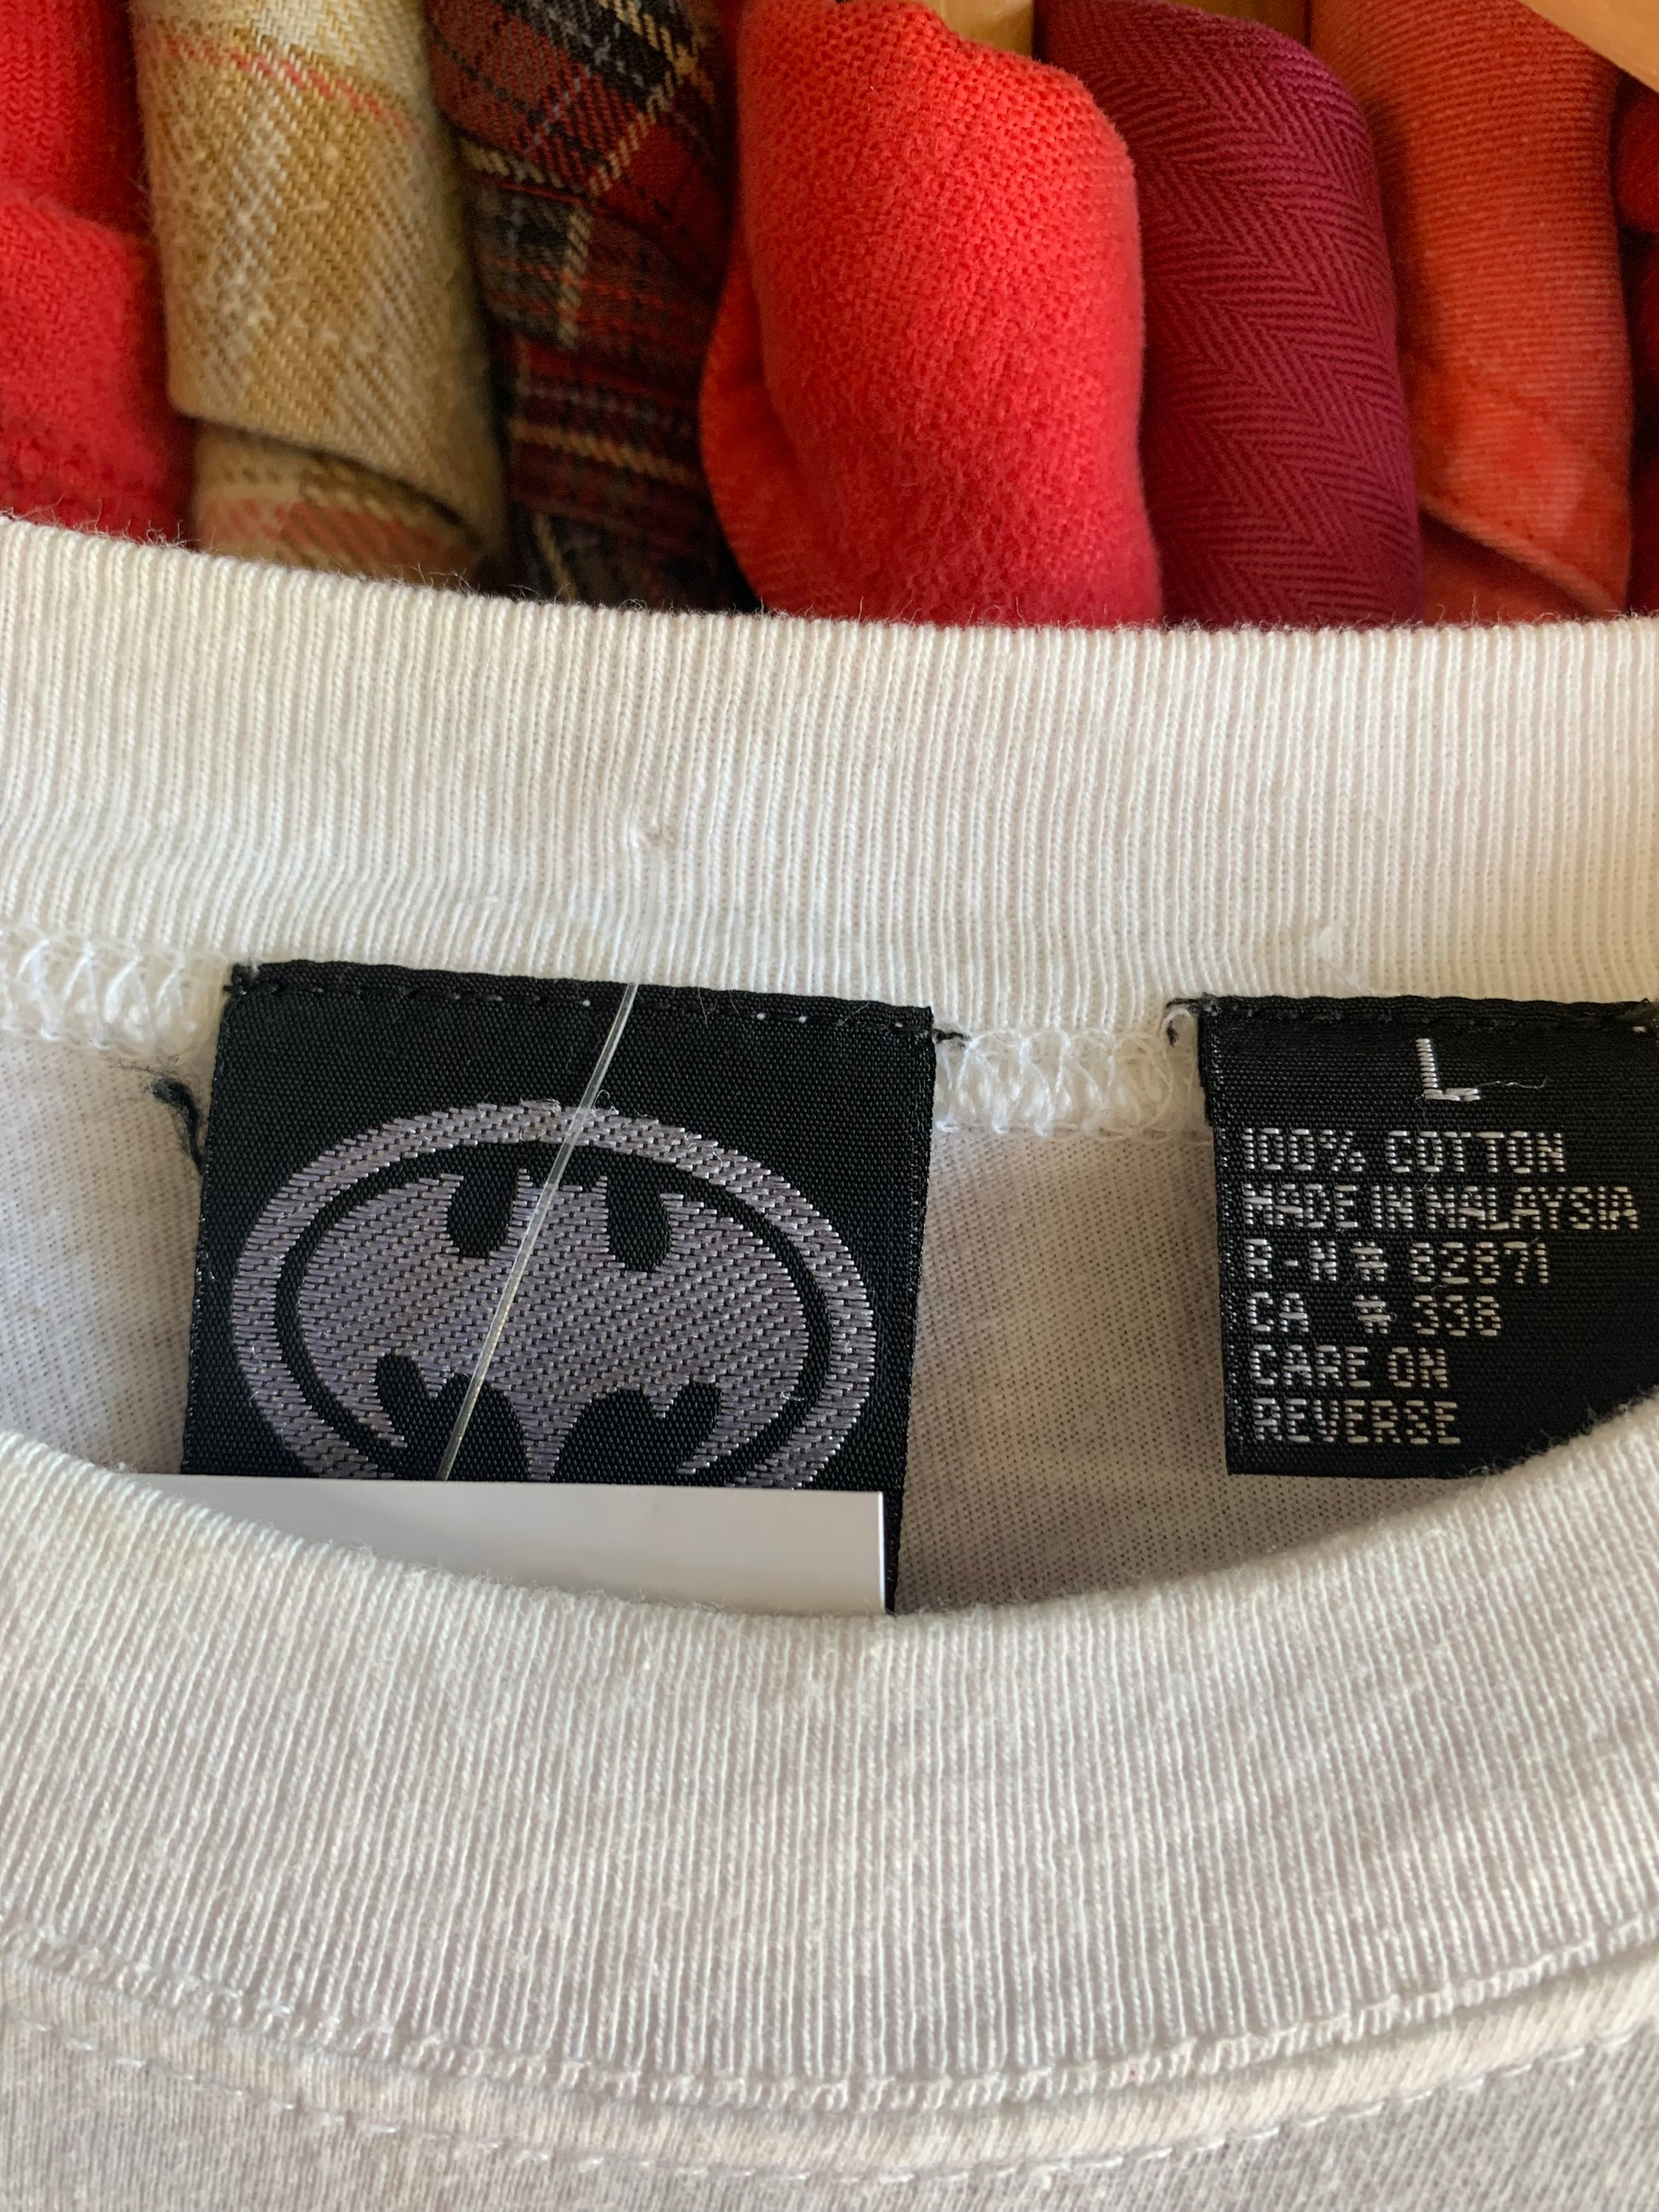 L
100% COTTON
MADE IN MALAYSIA
R-N # 82871
CA # 338
CARE ON
REVERSE